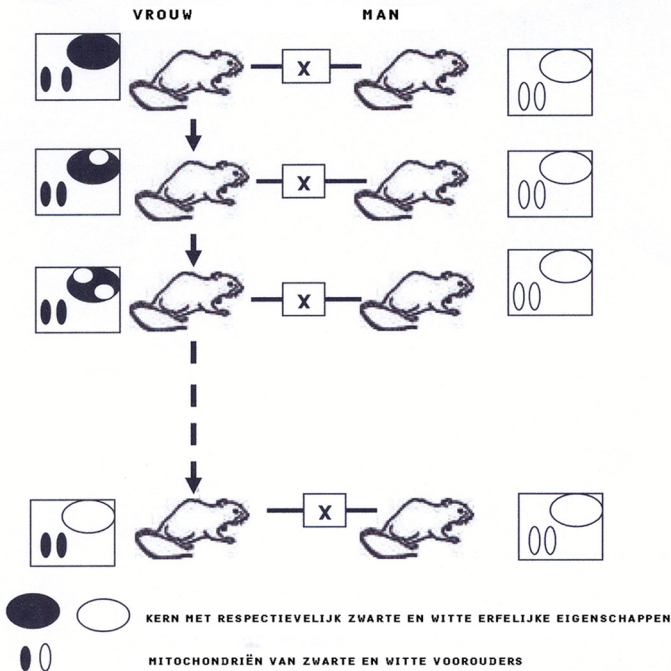 VROUW MAN
X
X
X
X
KERN MET RESPECTIEVELIJK ZWARTE EN WITTE ERFELIJKE EIGENSCHAPPEN
MITOCHONDRIËN VAN ZWARTE EN WITTE VOOROUDERS